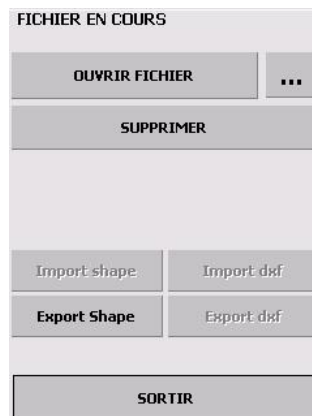 FICHIER EN COURS
OUVRIR FICHIER ...
SUPPRIMER
Import shape Import dxf
Export Shape Export dxf
SORTIR